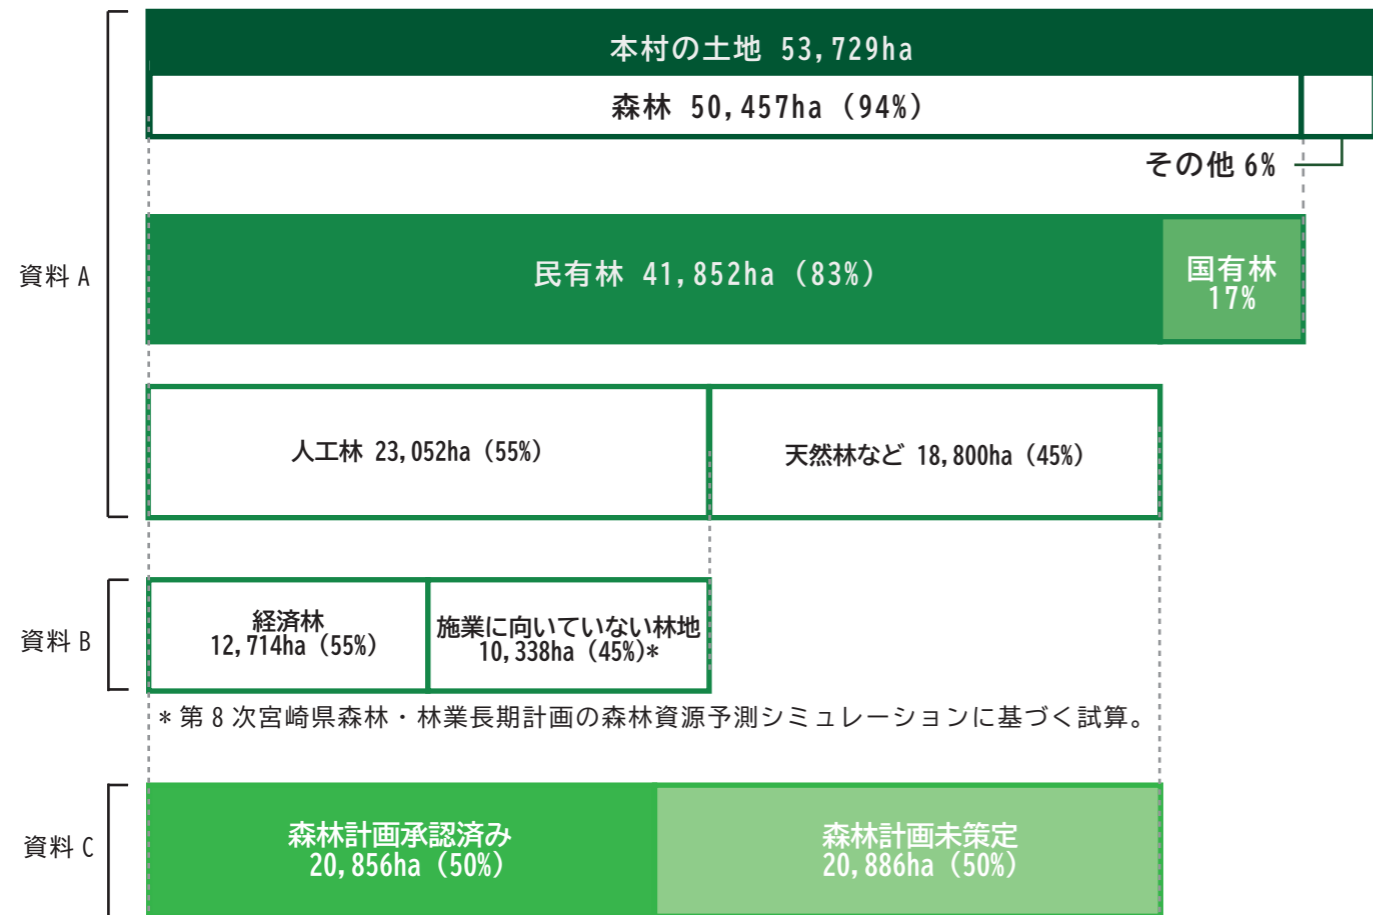 本村の土地 53,729ha
森林 50,457ha (94%)
その他 6%
資料 A
民有林 41,852ha (83%)
国有林
17%
人工林 23,052ha (55%)
天然林など 18,800ha (45%)
資料 B
経済林
12,714ha (55%)
施業に向いていない林地
10,338ha (45%)*
* 第 8 次宮崎県森林・林業長期計画の森林資源予測シミュレーションに基づく試算。
資料 C
森林計画承認済み
20,856ha (50%)
森林計画未策定
20,886ha (50%)